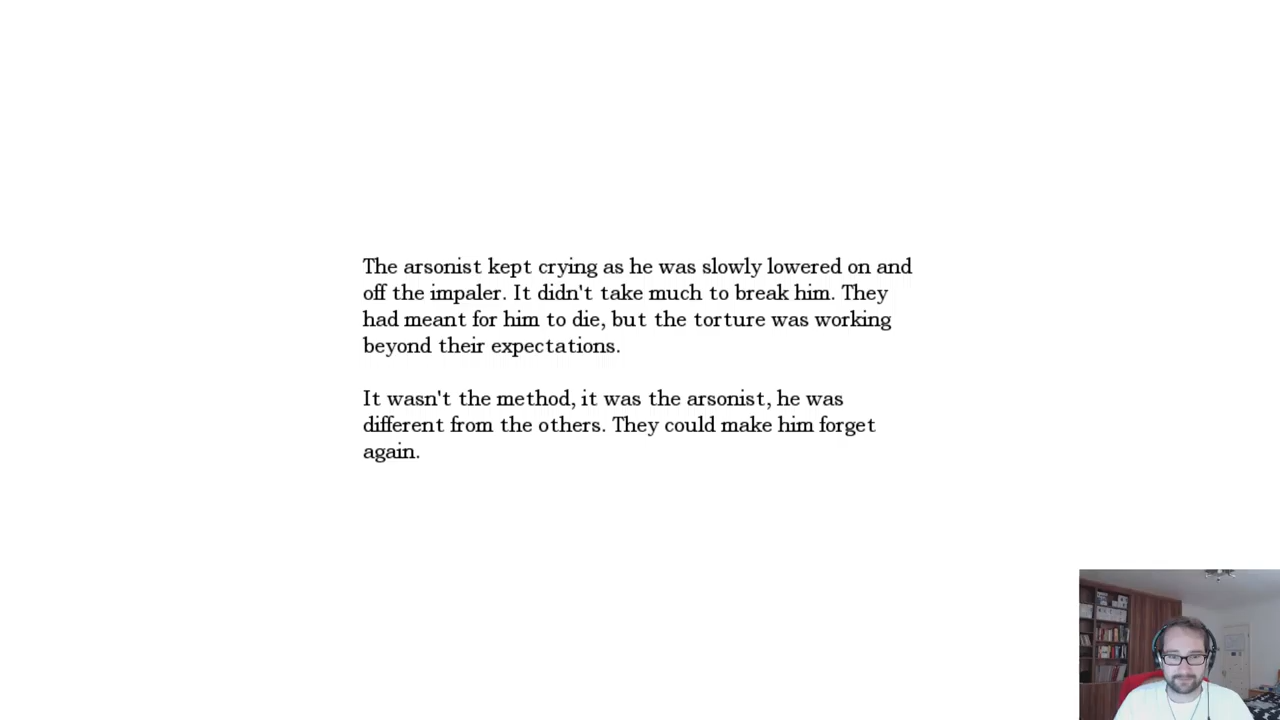 The arsonist kept crying as he was slowly lowered on and
off the impaler. It didn't take much to break him. They
had meant for him to die, but the torture was working
beyond their expectations.
It wasn't the method, it was the arsonist, he was
different from the others. They could make him forget
again.